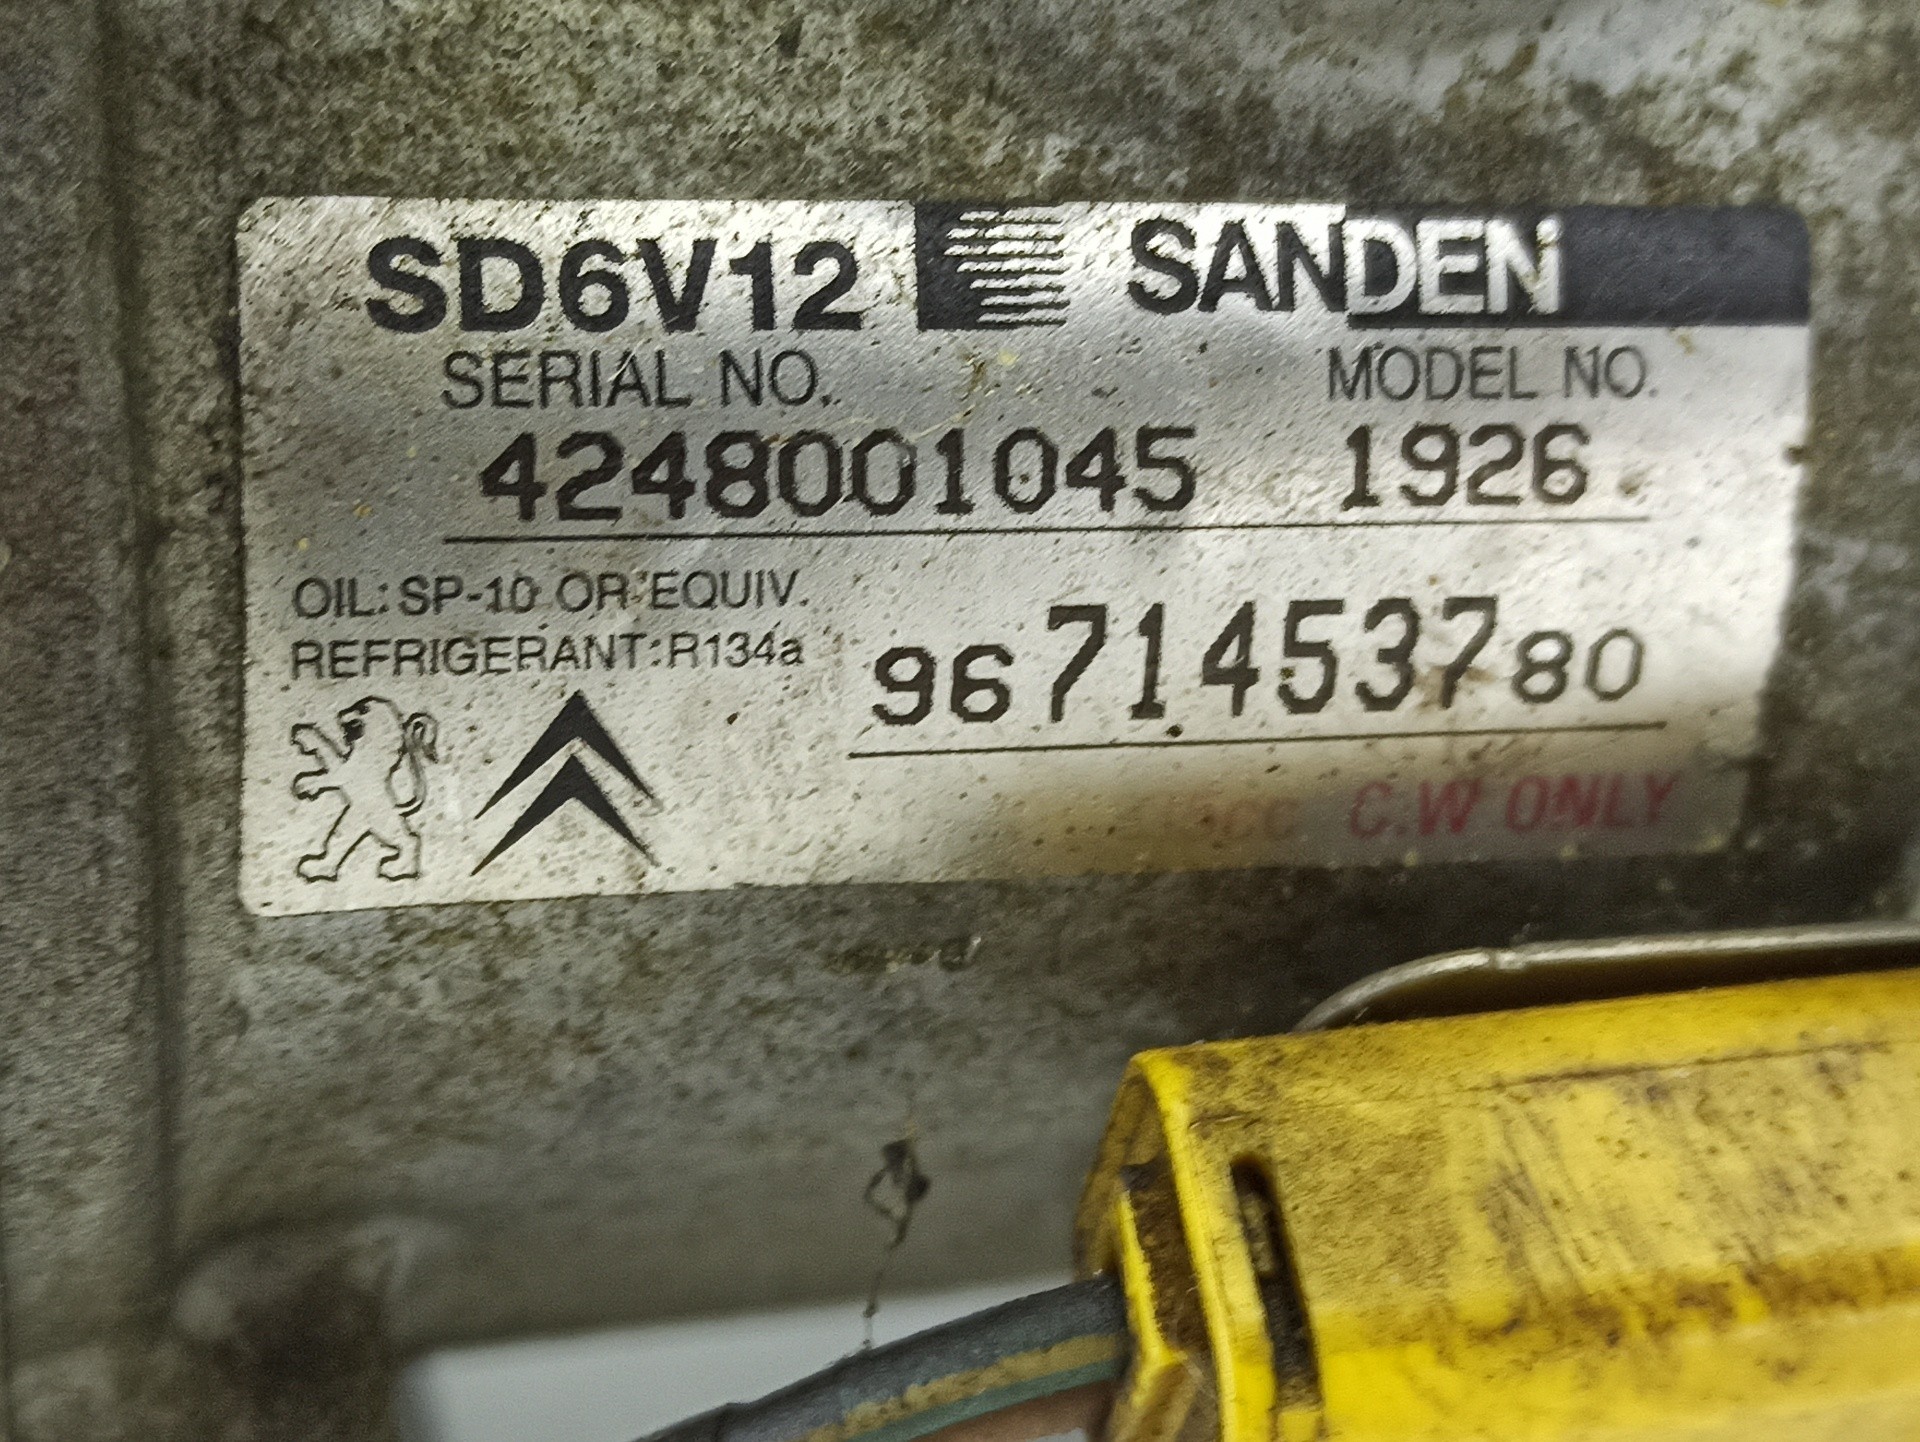 SD6V12 SANDEN
SERIAL NO. MODEL NO.
4248001045 1926
OIL: SP-10 OR EQUIV.
REFRIGERANT: R134a
9671453780
C.W ONLY